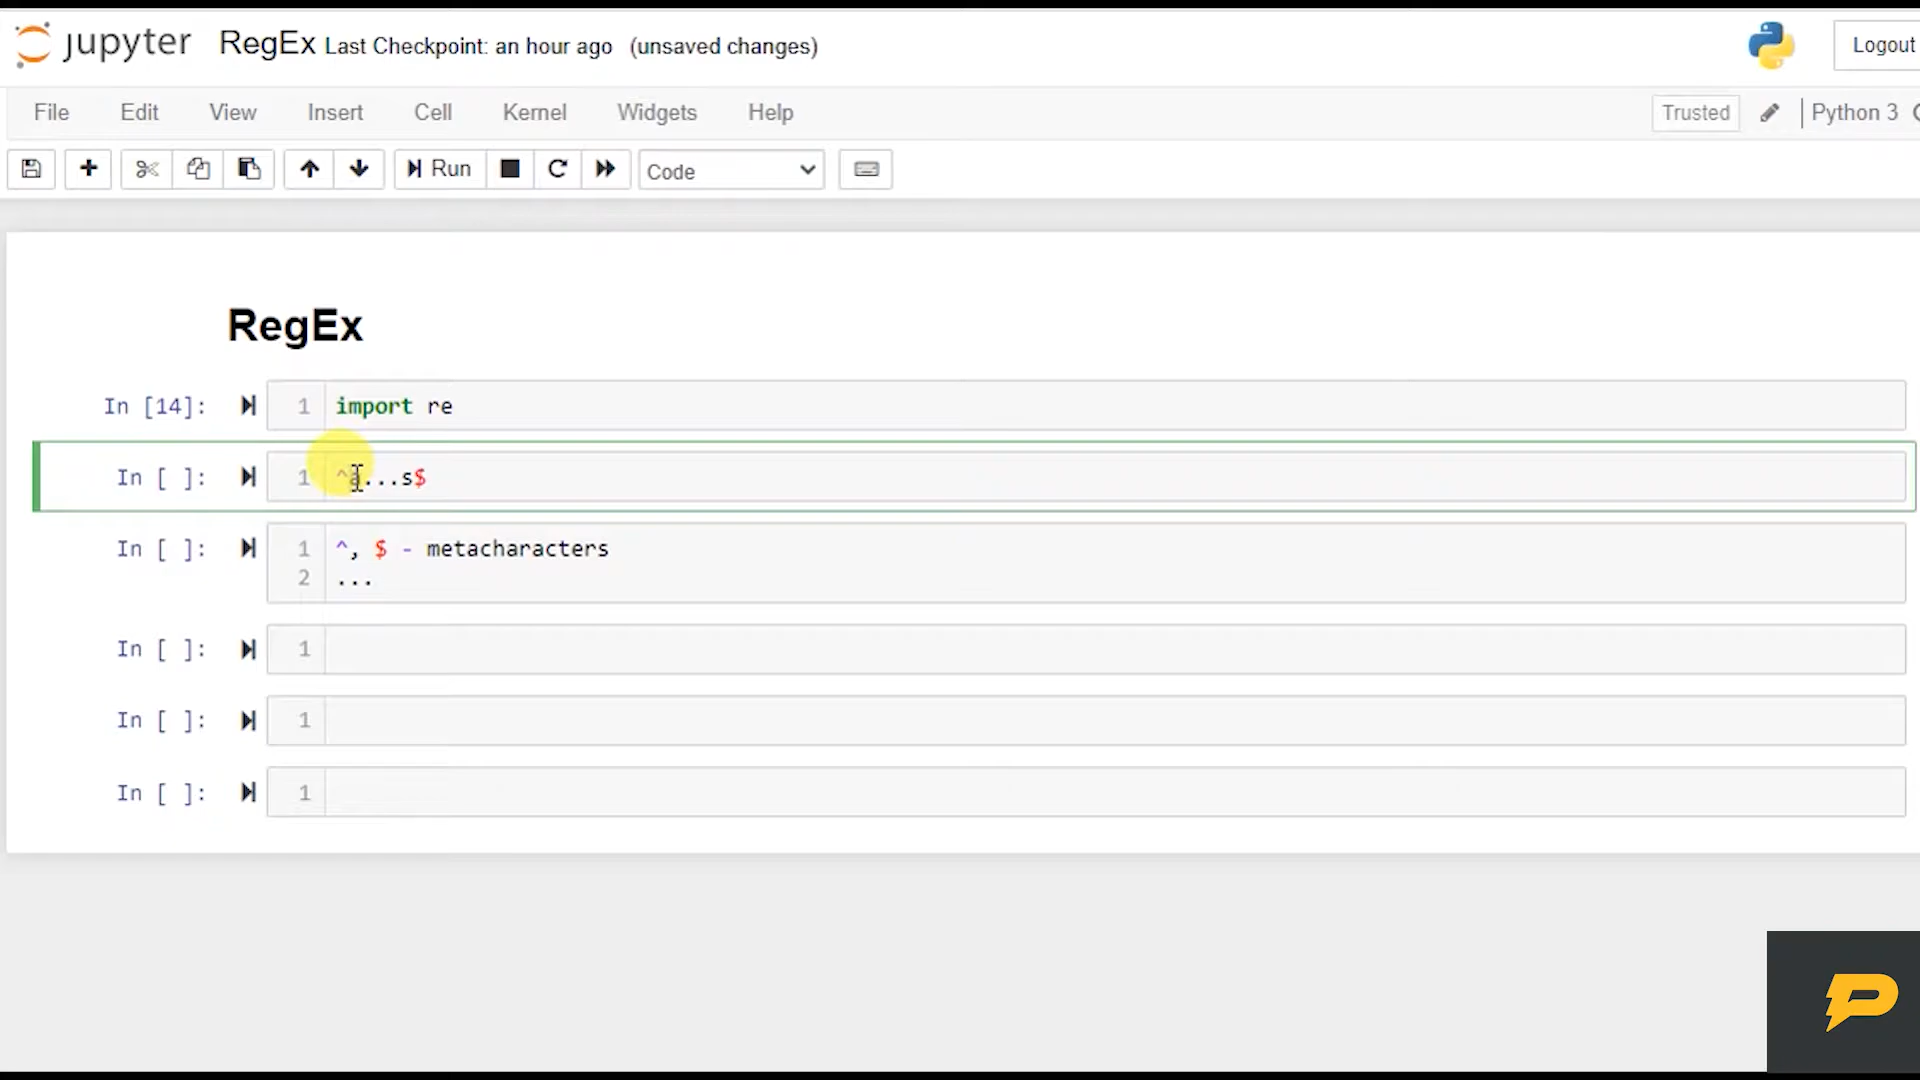 jupyter RegEx Last Checkpoint: an hour ago (unsaved changes) Logout
File Edit View Insert Cell Kernel Widgets Help Trusted Python 3
Run Code
RegEx
In [14]: 1 import re
In [ ]: 1 ^a...s$
In [ ]: 1 ^, $ - metacharacters
2 ...
In [ ]: 1
In [ ]: 1
In [ ]: 1